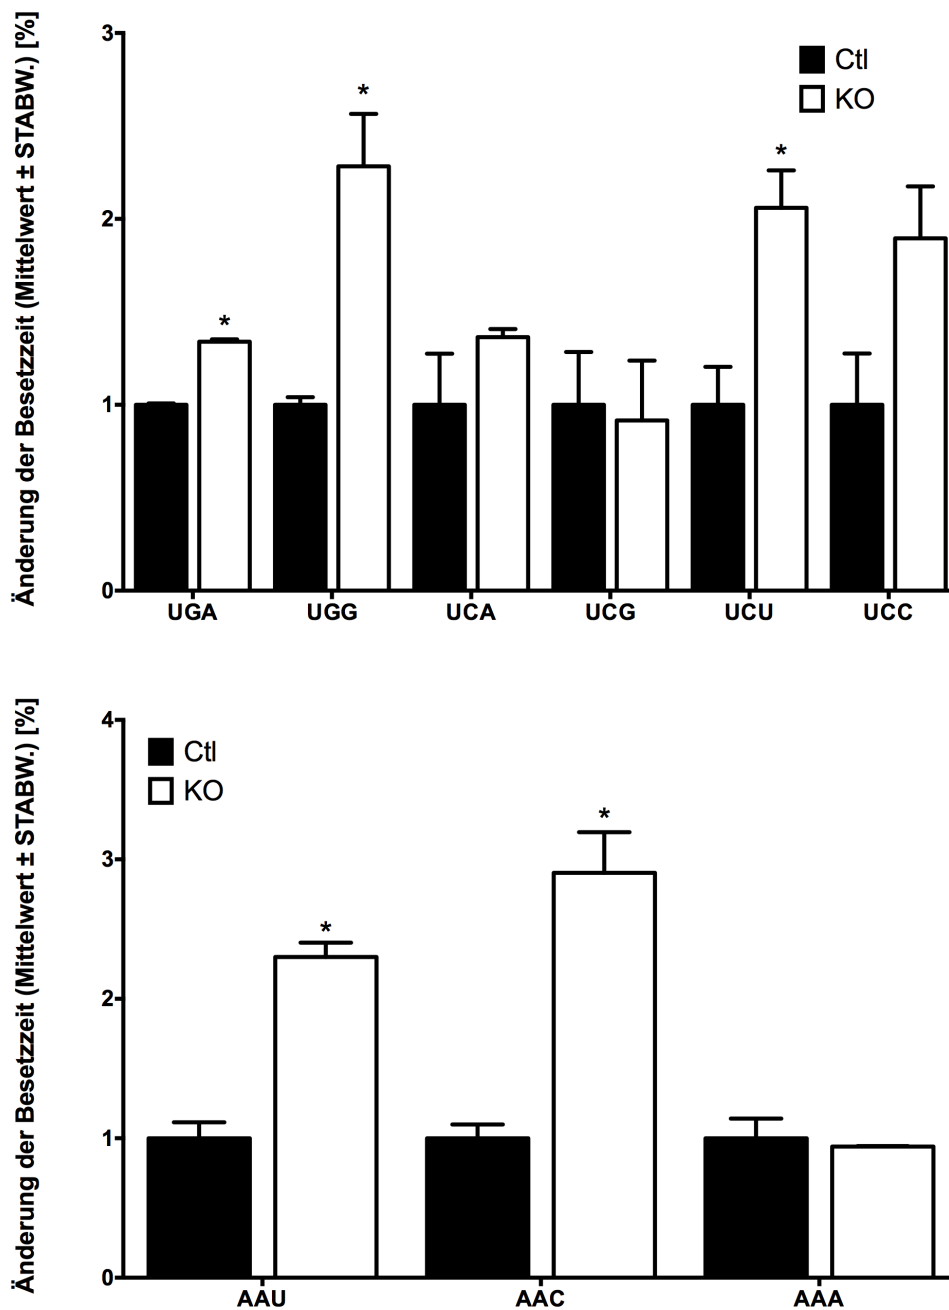 Änderung der Besetzzeit (Mittelwert ± STABW.) [%]
3
2
1
0
Ctl
KO
*
*
*
UGA UGG UCA UCG UCU UCC
Änderung der Besetzzeit (Mittelwert ± STABW.) [%]
4
3
2
1
0
Ctl
KO
*
*
AAU AAC AAA